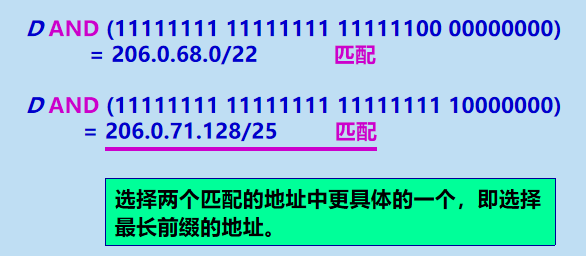 D AND (11111111 11111111 11111100 00000000)
= 206.0.68.0/22 匹配
D AND (11111111 11111111 11111111 10000000)
= 206.0.71.128/25 匹配
选择两个匹配的地址中更具体的一个，即选择
最长前缀的地址。